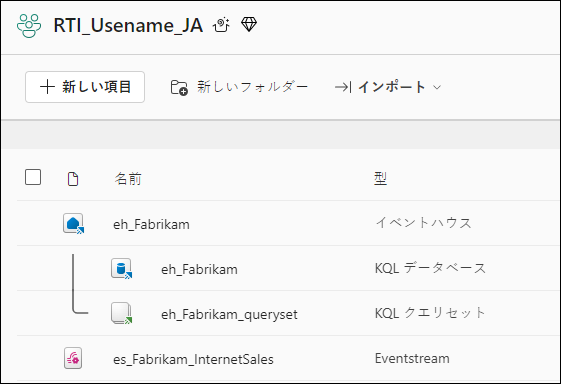 RTI_Usename_JA
新しい項目 新しいフォルダー インポート
名前 型
eh_Fabrikam イベントハウス
eh_Fabrikam KQL データベース
eh_Fabrikam_queryset KQL クエリセット
es_Fabrikam_InternetSales Eventstream